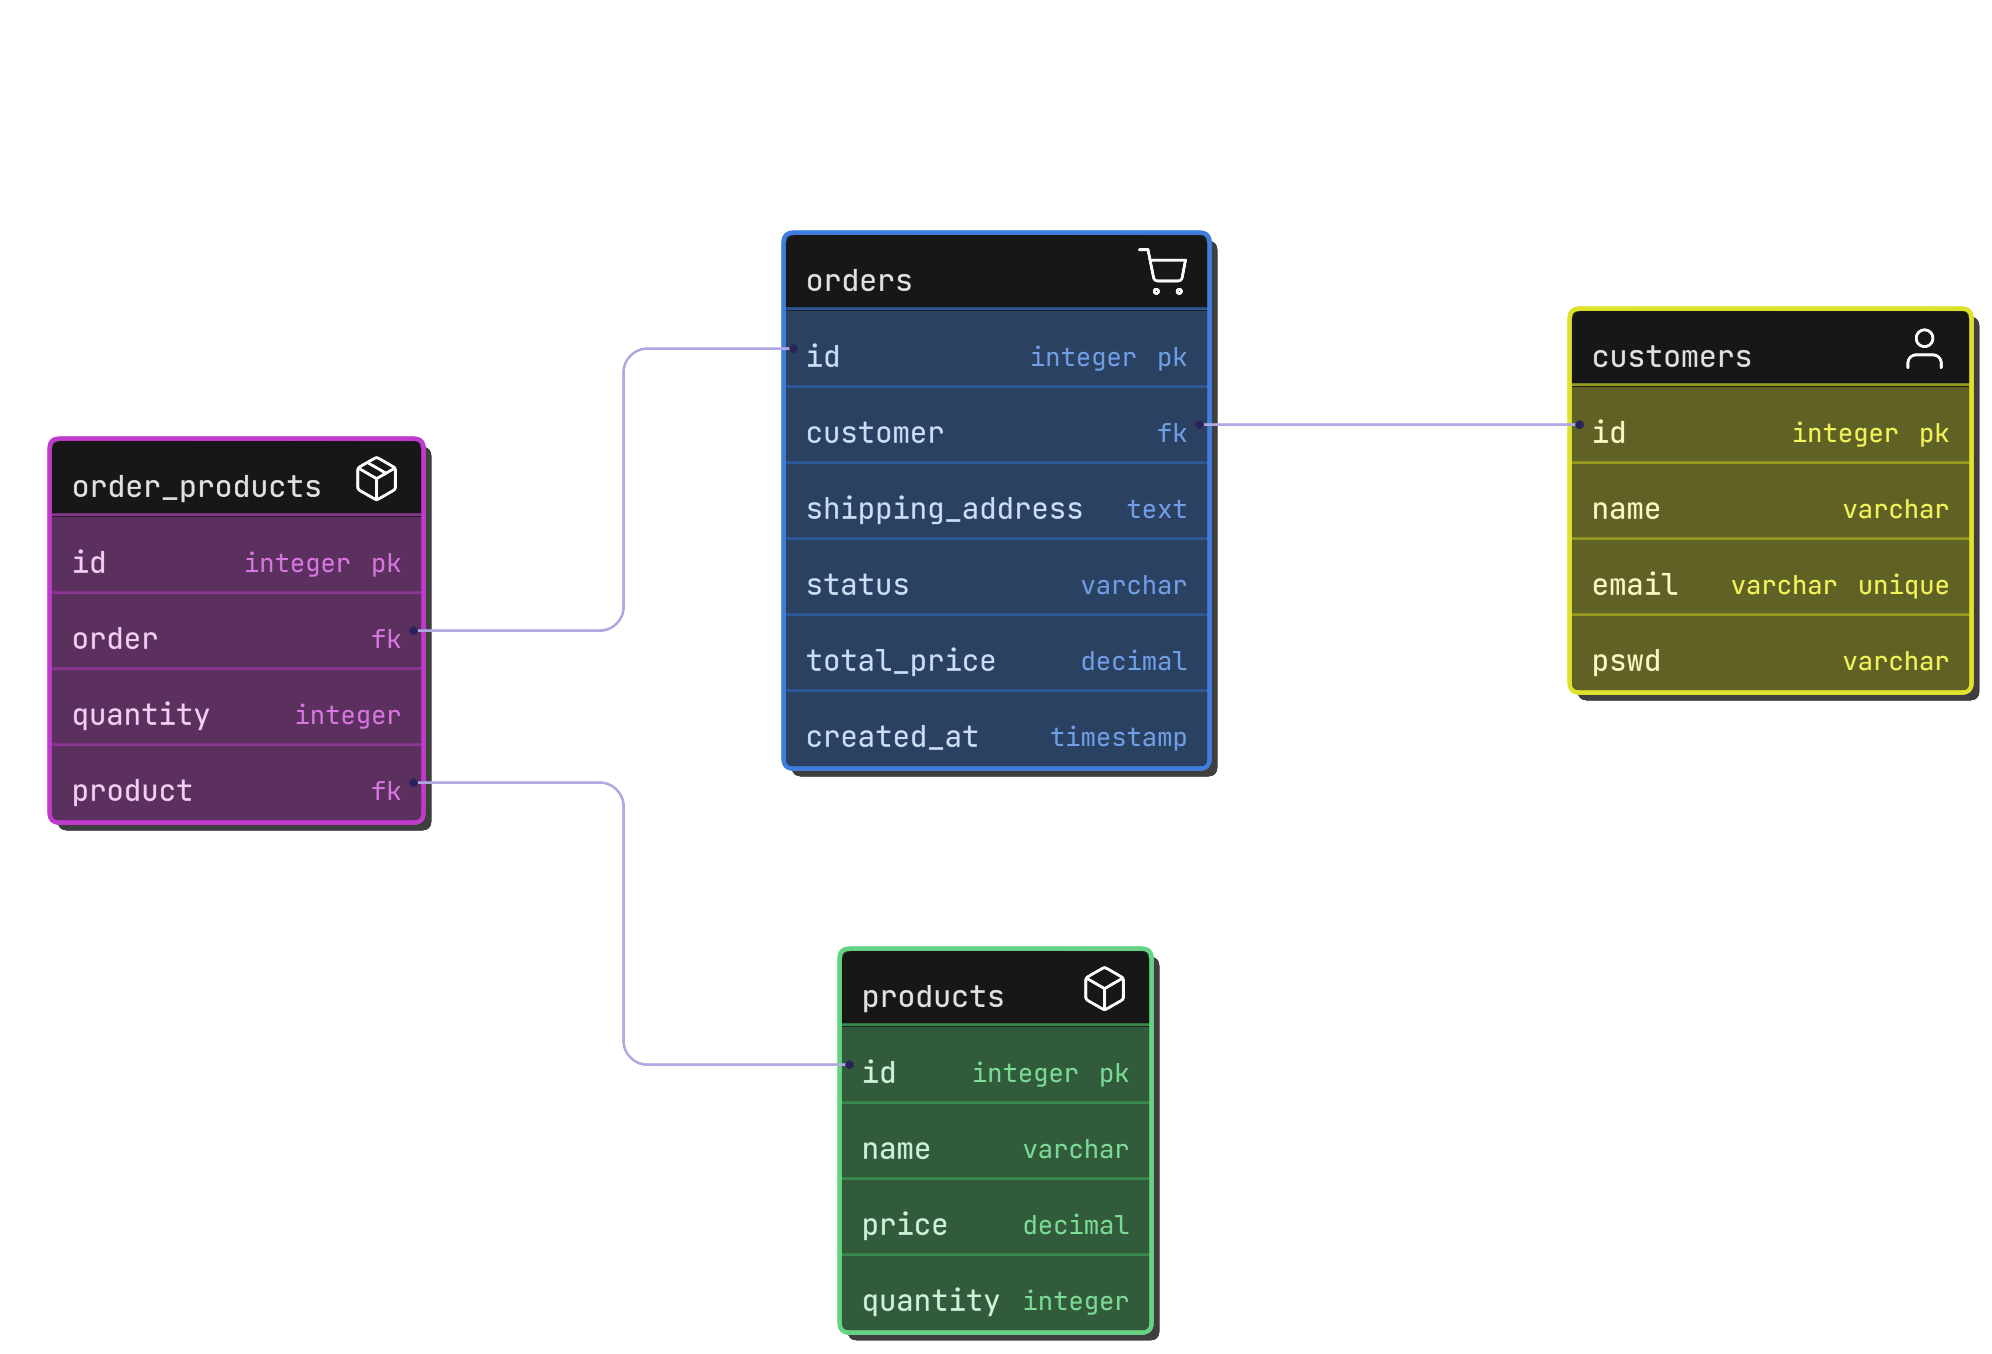 order_products
id integer pk
order fk
quantity integer
product fk
orders
id integer pk
customer fk
shipping_address text
status varchar
total_price decimal
created_at timestamp
customers
id integer pk
name varchar
email varchar unique
pswd varchar
products
id integer pk
name varchar
price decimal
quantity integer